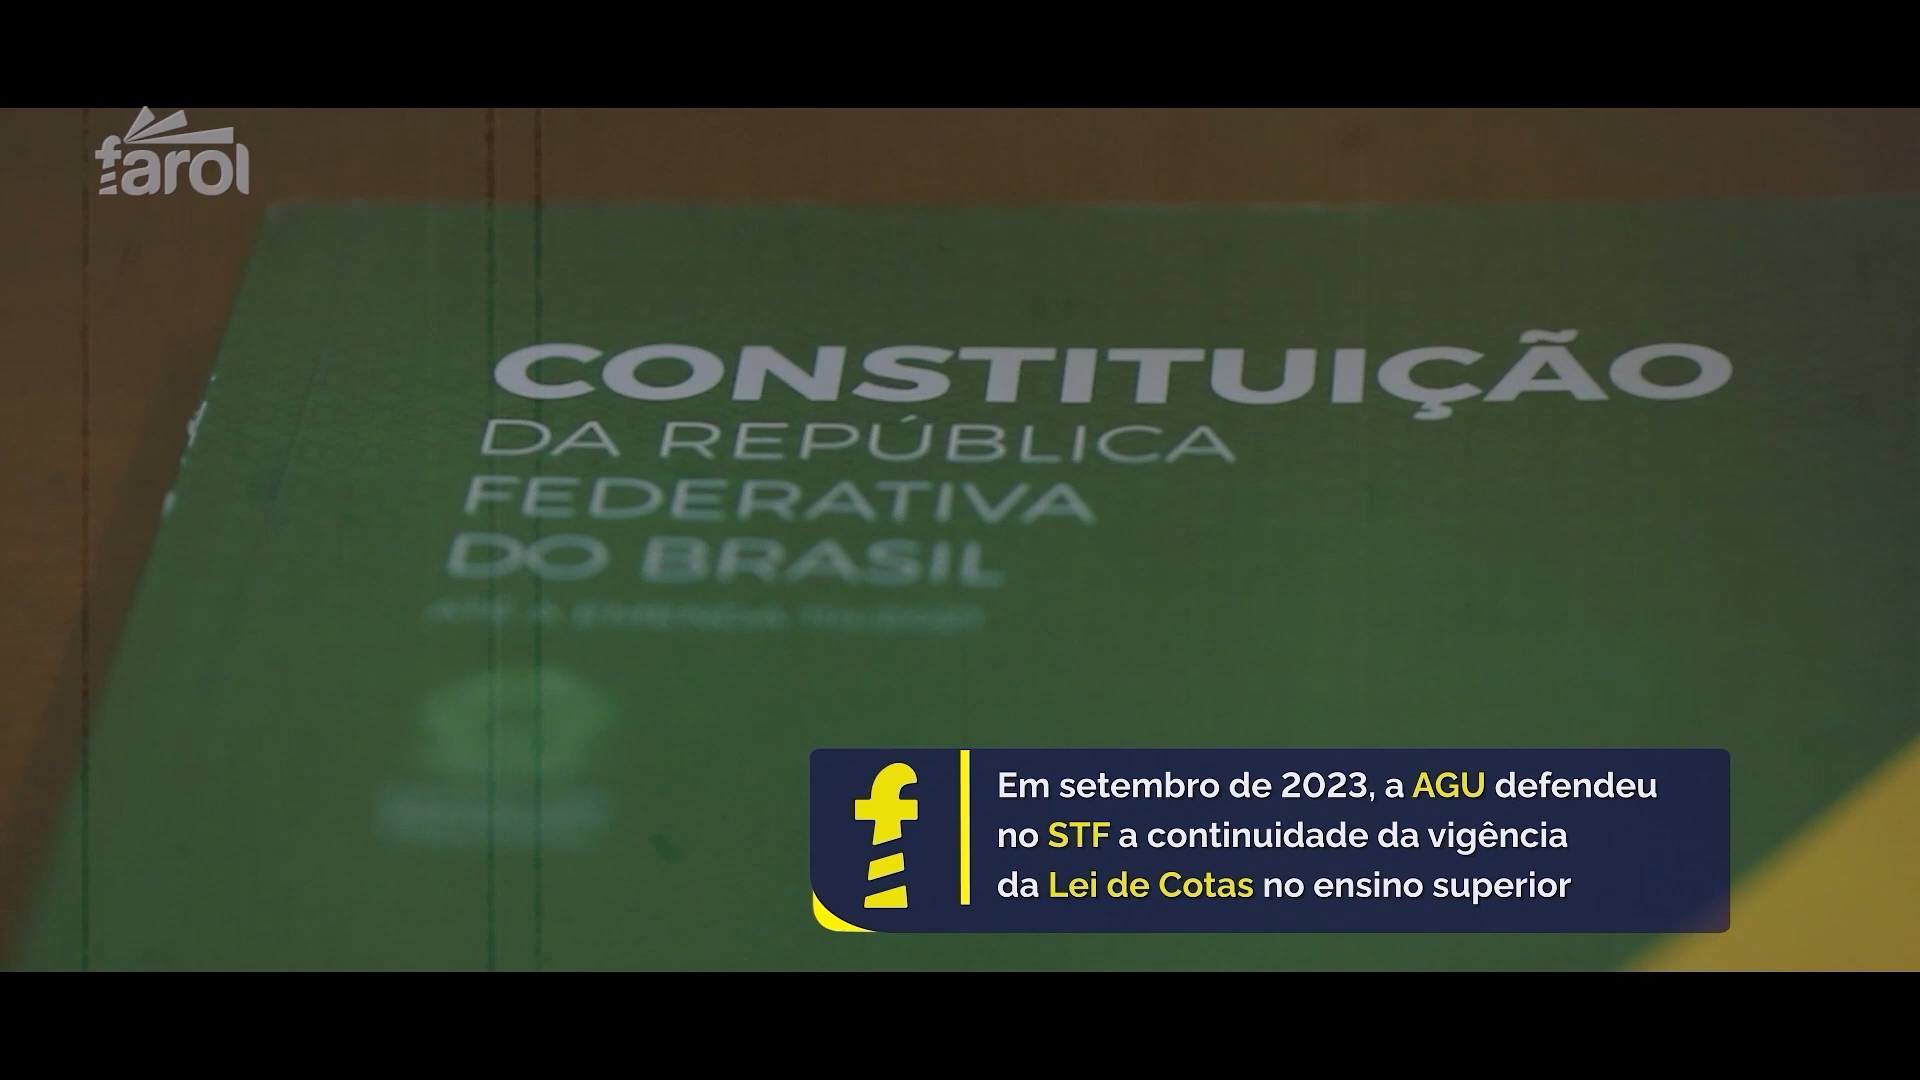 farol
CONSTITUIÇÃO
DA REPÚBLICA
FEDERATIVA
DO BRASIL
f
Em setembro de 2023, a AGU defendeu
no STF a continuidade da vigência
da Lei de Cotas no ensino superior